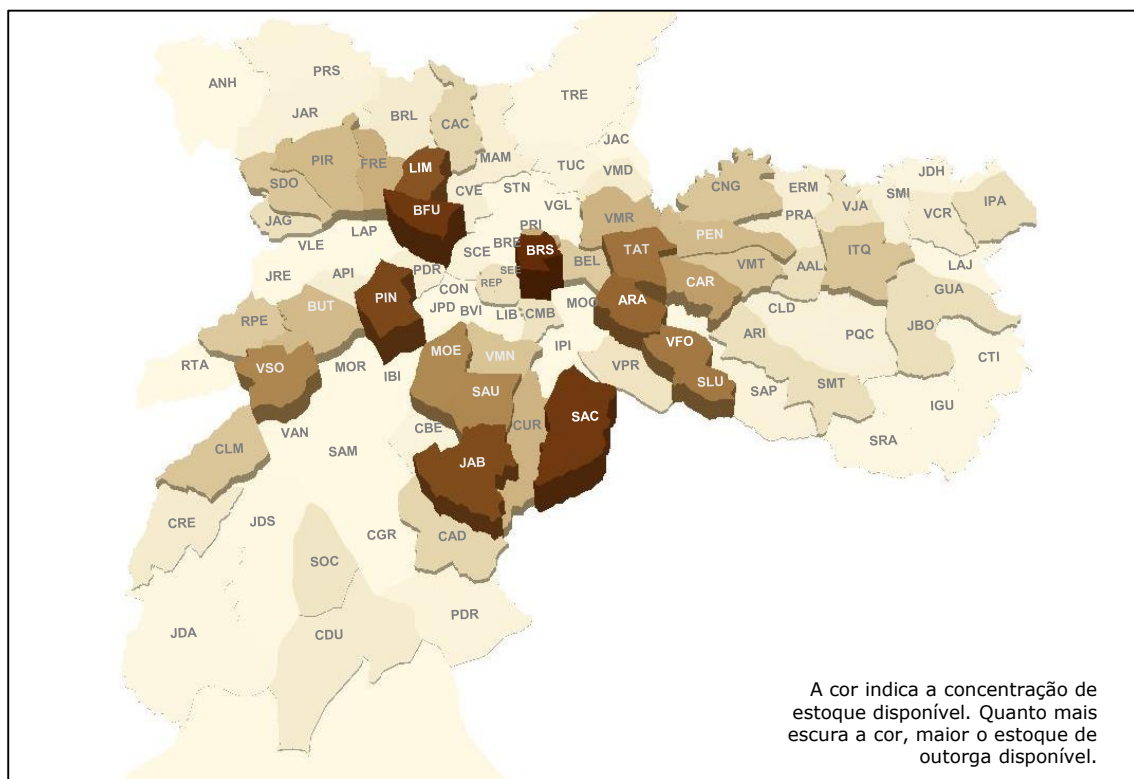 PRS
ANH
TRE
JAR
BRL
CAC
JAC
MAM
PIR
FRE
LIM
TUC
VMD
SDO
CVE
STN
CNG
ERM
SMI
JDH
JAG
BFU
VGL
VMR
PRA
VJA
VCR
IPA
LAP
PRI
VLE
SCE
BRE
BRS
TAT
PEN
ITQ
JRE
API
PDR
SEE
BEL
VMT
AAL
LAJ
CON
REP
CAR
GUA
PIN
BUT
JPD
BVI
LIB
CMB
MOO
ARA
CLD
RPE
ARI
PQC
JBO
MOE
VMN
IPI
VFO
CTI
RTA
VSO
MOR
IBI
VPR
SLU
SAP
SMT
SAU
IGU
SAC
CUR
CBE
VAN
SRA
CLM
SAM
JAB
CRE
JDS
CGR
CAD
SOC
PDR
JDA
CDU
A cor indica a concentração de
estoque disponível. Quanto mais
escura a cor, maior o estoque de
outorga disponível.